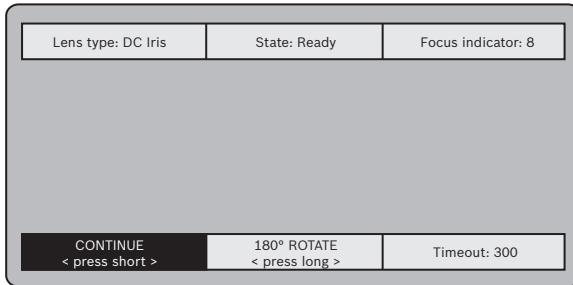 Lens type: DC Iris
State: Ready
Focus indicator: 8
CONTINUE
< press short >
180° ROTATE
< press long >
Timeout: 300